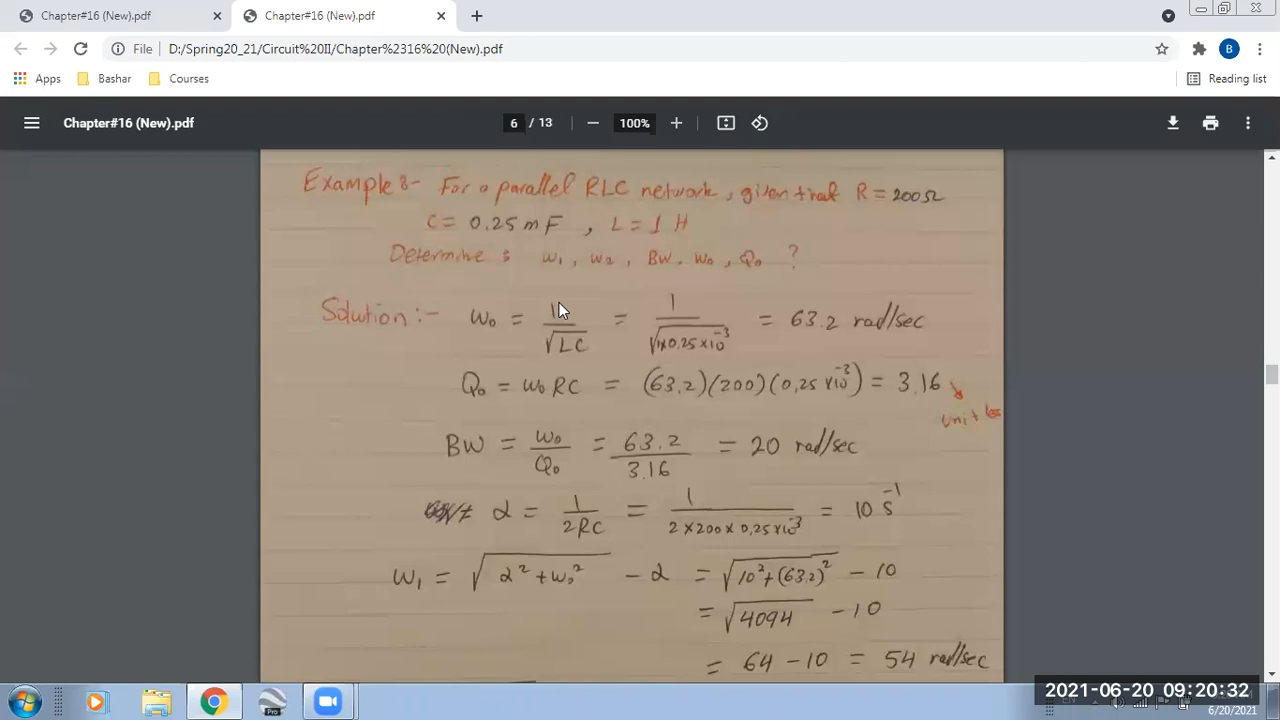 Chapter#16 (New).pdf
Chapter#16 (New).pdf
File D:/Spring20_21/Circuit%20II/Chapter%2316%20(New).pdf B
Apps Bashar Courses Reading list
Chapter#16 (New).pdf 6 / 13 100%
Example :- For a parallel RLC network, given that R = 200Ω
C = 0.25 mF , L = 1 H
Determine : ω₁, ω₂, BW, ω₀, Q₀ ?
Solution :- ω₀ = 1/√LC = 1/√(1×0.25×10⁻³) = 63.2 rad/sec
Q₀ = ω₀RC = (63.2)(200)(0.25×10⁻³) = 3.16
unit less
BW = ω₀/Q₀ = 63.2/3.16 = 20 rad/sec
α = 1/2RC = 1/(2×200×0.25×10⁻³) = 10 s⁻¹
ω₁ = √(α²+ω₀²) - α = √(10²+(63.2)²) - 10
= √4094 - 10
= 64 - 10 = 54 rad/sec
2021-06-20 09:20:32
6/20/2021